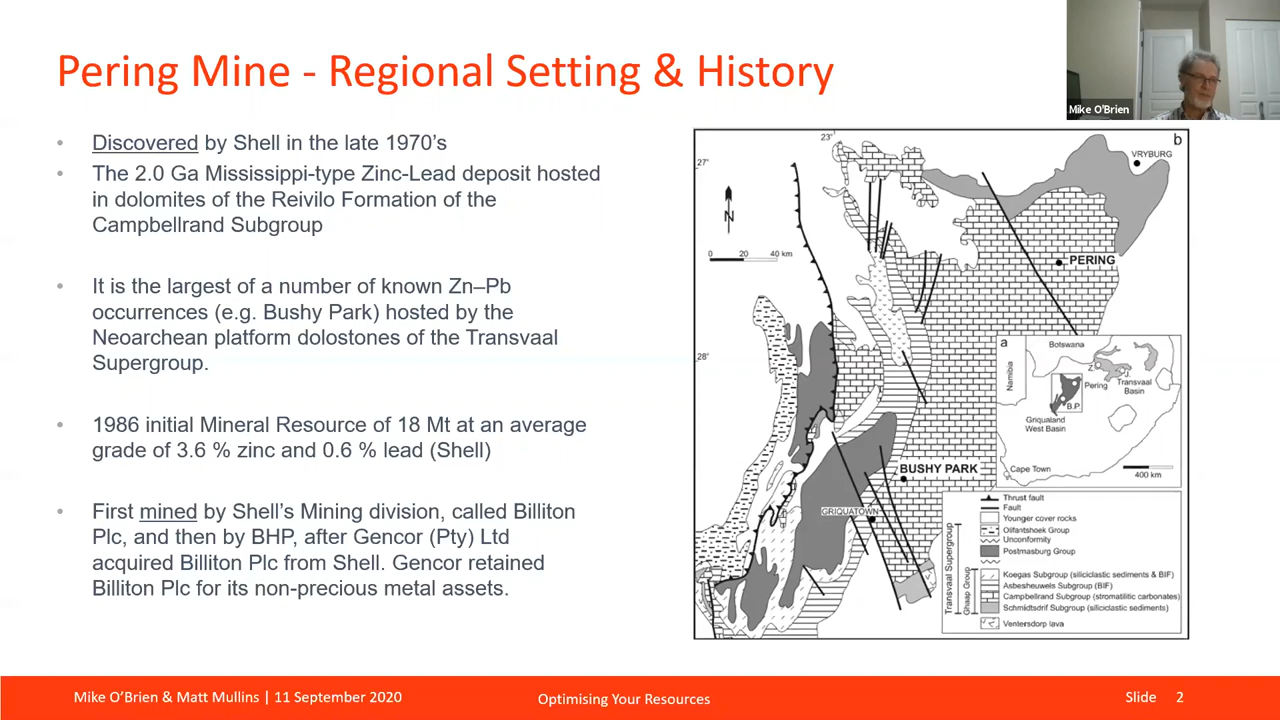 Pering Mine - Regional Setting & History
Mike O'Brien
• Discovered by Shell in the late 1970's
• The 2.0 Ga Mississippi-type Zinc-Lead deposit hosted
in dolomites of the Reivilo Formation of the
Campbellrand Subgroup
• It is the largest of a number of known Zn–Pb
occurrences (e.g. Bushy Park) hosted by the
Neoarchean platform dolostones of the Transvaal
Supergroup.
• 1986 initial Mineral Resource of 18 Mt at an average
grade of 3.6 % zinc and 0.6 % lead (Shell)
• First mined by Shell's Mining division, called Billiton
Plc, and then by BHP, after Gencor (Pty) Ltd
acquired Billiton Plc from Shell. Gencor retained
Billiton Plc for its non-precious metal assets.
23°
b
27°
VRYBURG
N
0 20 40 km
PERING
28°
a
Botswana
Namibia
Z.
J.
Pering
Transvaal
Basin
B.P
Griqualand
West Basin
Cape Town
400 km
BUSHY PARK
GRIQUATOWN
Thrust fault
Fault
Younger cover rocks
Olifantshoek Group
Unconformity
Postmasburg Group
Transvaal Supergroup
Ghaap Group
Koegas Subgroup (siliciclastic sediments & BIF)
Asbesheuwels Subgroup (BIF)
Campbellrand Subgroup (stromatilitic carbonates)
Schmidtsdrif Subgroup (siliciclastic sediments)
Ventersdorp lava
Mike O'Brien & Matt Mullins | 11 September 2020
Optimising Your Resources
Slide 2